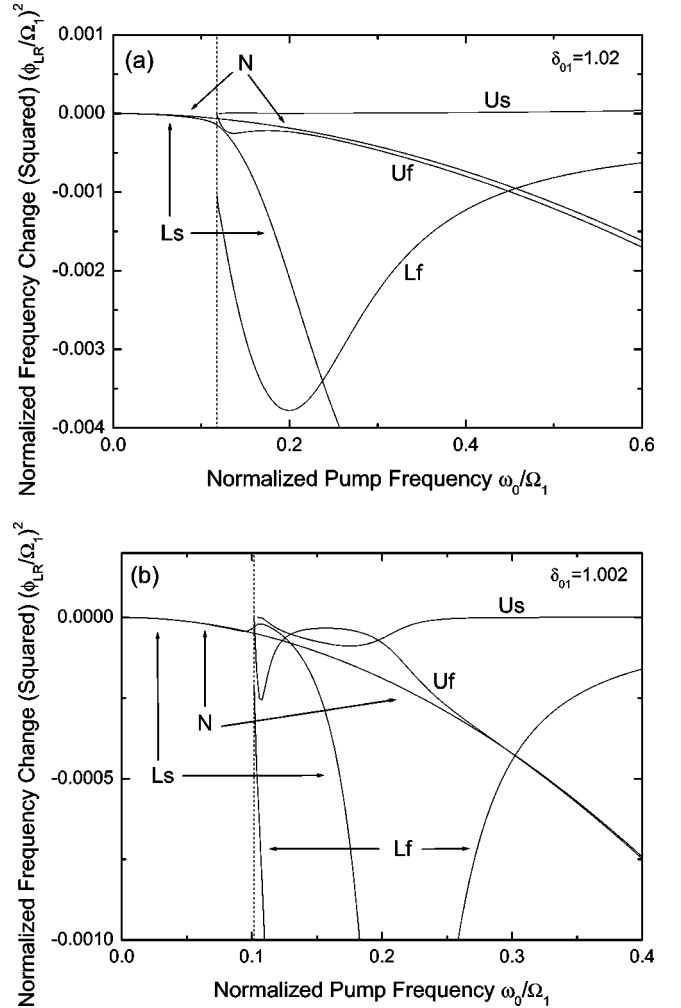 (a)
δ01=1.02
0.001
0.000
-0.001
-0.002
-0.003
-0.004
N
Us
Uf
Ls
Lf
0.0
0.2
0.4
0.6
Normalized Pump Frequency ω₀/Ω₁
Normalized Frequency Change (Squared) (ϕLR/Ω₁)²
(b)
δ01=1.002
0.0000
-0.0005
-0.0010
Us
Uf
N
Ls
Lf
0.0
0.1
0.2
0.3
0.4
Normalized Pump Frequency ω₀/Ω₁
Normalized Frequency Change (Squared) (ϕLR/Ω₁)²